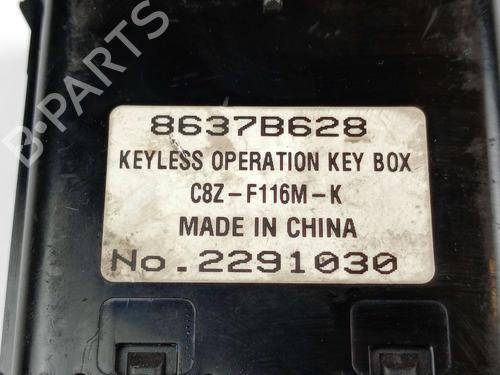 B-PARTS
8637B628
KEYLESS OPERATION KEY BOX
C8Z-F116M-K
MADE IN CHINA
No.2291030